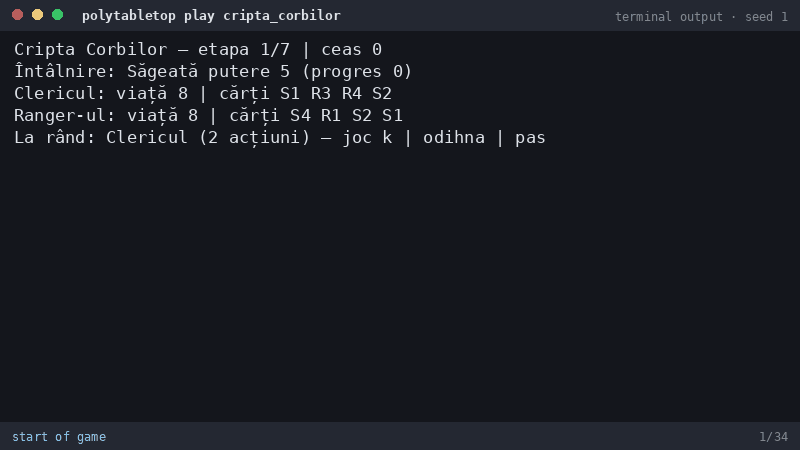 polytabletop play cripta_corbilor
terminal output · seed 1
Cripta Corbilor — etapa 1/7 | ceas 0
Întâlnire: Săgeată putere 5 (progres 0)
Clericul: viață 8 | cărți S1 R3 R4 S2
Ranger-ul: viață 8 | cărți S4 R1 S2 S1
La rând: Clericul (2 acțiuni) — joc k | odihna | pas
start of game
1/34